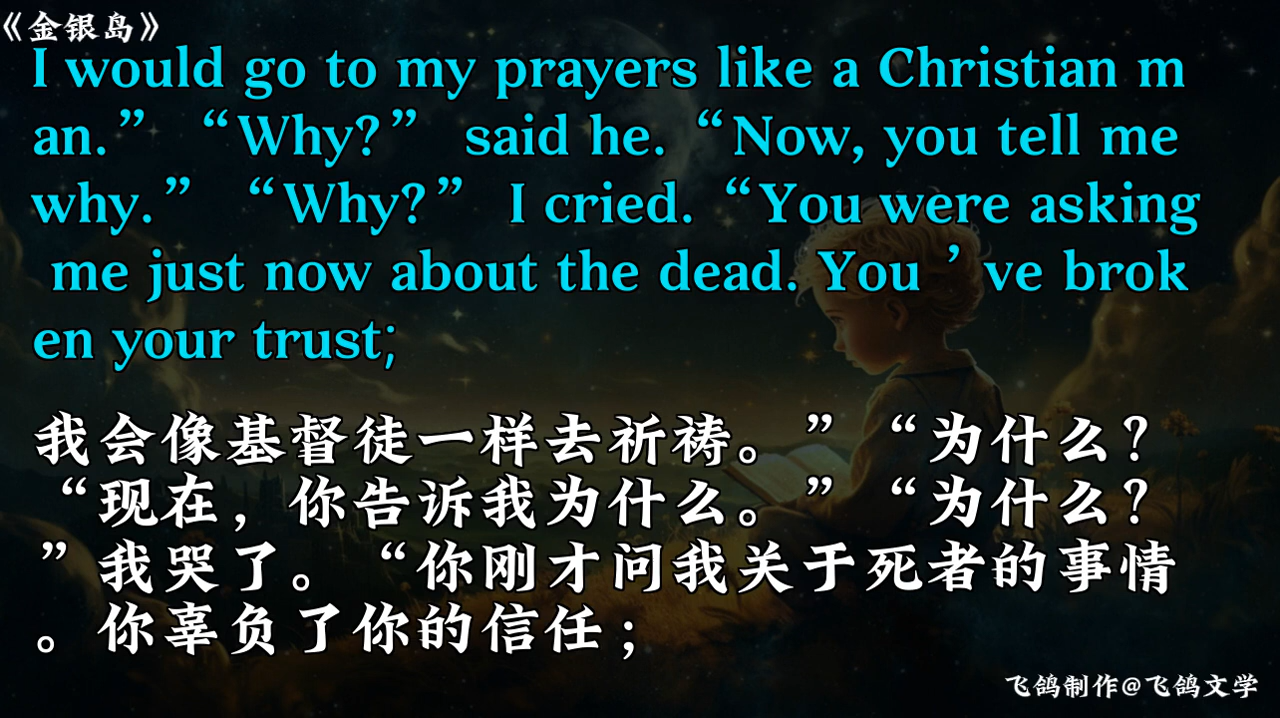 《金银岛》
I would go to my prayers like a Christian m
an.” “Why?” said he. “Now, you tell me
why.” “Why?” I cried. “You were asking
me just now about the dead. You ’ ve brok
en your trust;
我会像基督徒一样去祈祷。” “为什么?
“现在，你告诉我为什么。” “为什么?
”我哭了。“你刚才问我关于死者的事情
。你辜负了你的信任；
飞鸽制作@飞鸽文学